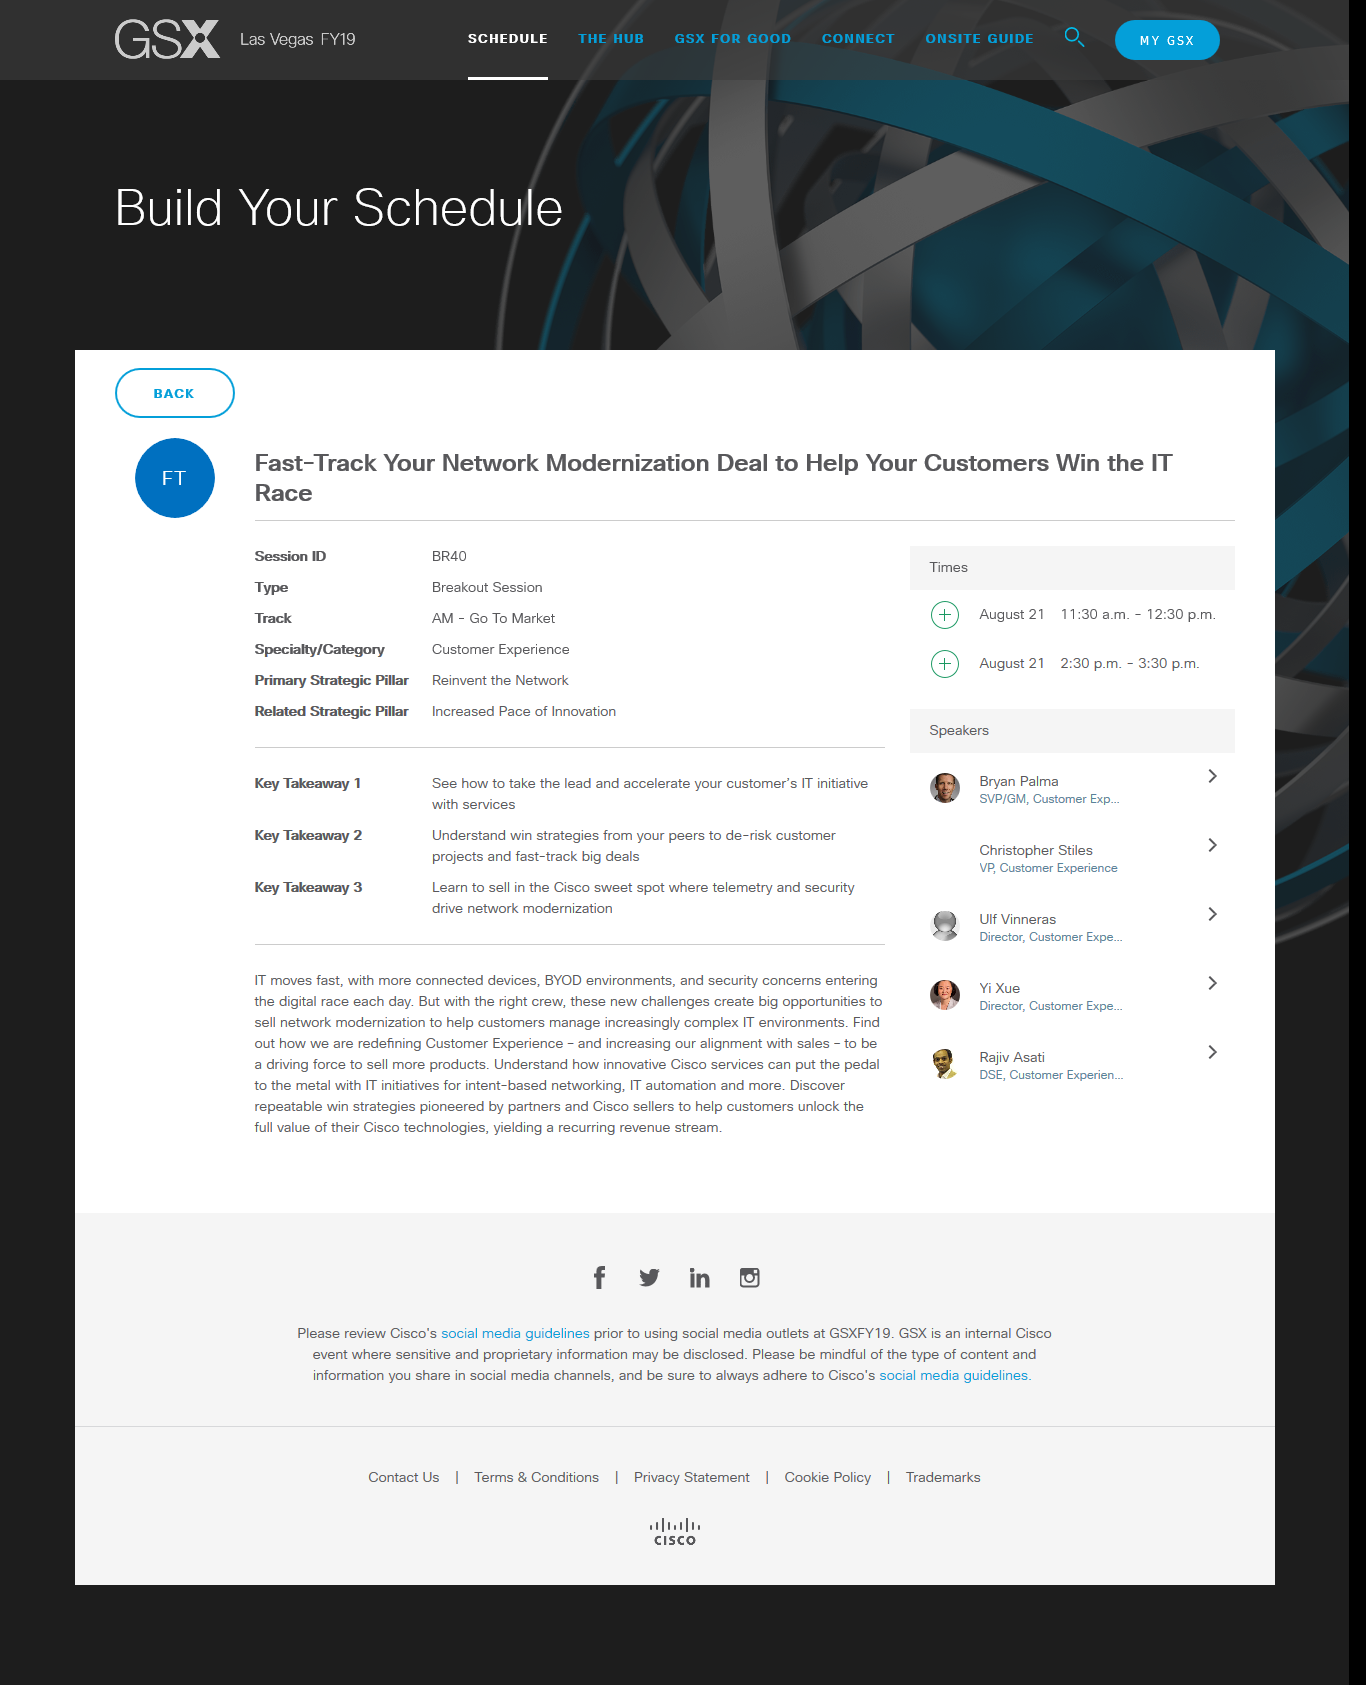 GSX Las Vegas FY19
SCHEDULE THE HUB GSX FOR GOOD CONNECT ONSITE GUIDE MY GSX
Build Your Schedule
BACK
FT
Fast-Track Your Network Modernization Deal to Help Your Customers Win the IT
Race
Session ID BR40
Type Breakout Session
Track AM - Go To Market
Specialty/Category Customer Experience
Primary Strategic Pillar Reinvent the Network
Related Strategic Pillar Increased Pace of Innovation
Key Takeaway 1 See how to take the lead and accelerate your customer's IT initiative
with services
Key Takeaway 2 Understand win strategies from your peers to de-risk customer
projects and fast-track big deals
Key Takeaway 3 Learn to sell in the Cisco sweet spot where telemetry and security
drive network modernization
IT moves fast, with more connected devices, BYOD environments, and security concerns entering
the digital race each day. But with the right crew, these new challenges create big opportunities to
sell network modernization to help customers manage increasingly complex IT environments. Find
out how we are redefining Customer Experience – and increasing our alignment with sales – to be
a driving force to sell more products. Understand how innovative Cisco services can put the pedal
to the metal with IT initiatives for intent-based networking, IT automation and more. Discover
repeatable win strategies pioneered by partners and Cisco sellers to help customers unlock the
full value of their Cisco technologies, yielding a recurring revenue stream.
Times
August 21 11:30 a.m. - 12:30 p.m.
August 21 2:30 p.m. - 3:30 p.m.
Speakers
Bryan Palma
SVP/GM, Customer Exp...
Christopher Stiles
VP, Customer Experience
Ulf Vinneras
Director, Customer Expe...
Yi Xue
Director, Customer Expe...
Rajiv Asati
DSE, Customer Experien...
Please review Cisco's social media guidelines prior to using social media outlets at GSXFY19. GSX is an internal Cisco
event where sensitive and proprietary information may be disclosed. Please be mindful of the type of content and
information you share in social media channels, and be sure to always adhere to Cisco's social media guidelines.
Contact Us | Terms & Conditions | Privacy Statement | Cookie Policy | Trademarks
CISCO